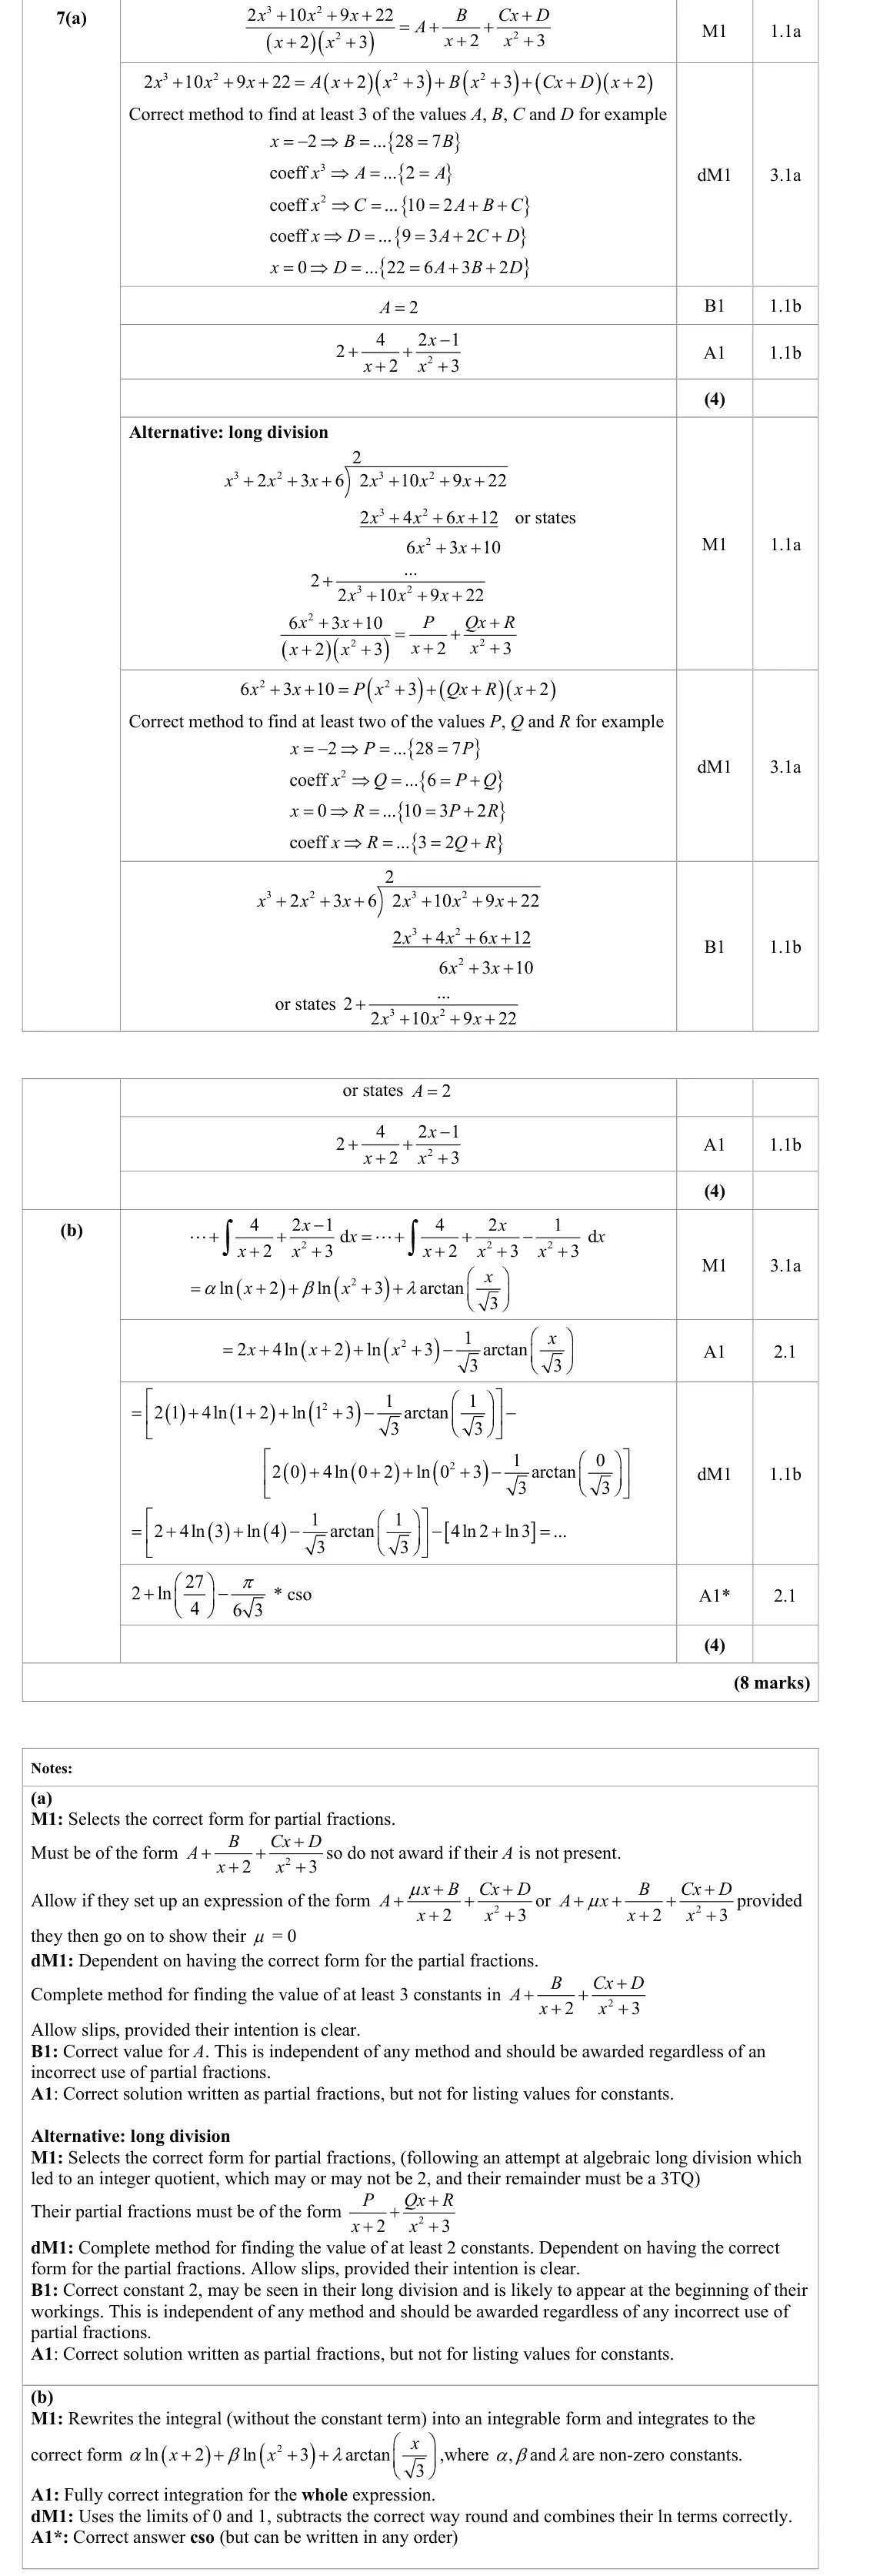 7(a)
(2x³+10x²+9x+22)/((x+2)(x²+3)) = A + B/(x+2) + (Cx+D)/(x²+3) M1 1.1a
2x³+10x²+9x+22 = A(x+2)(x²+3)+B(x²+3)+(Cx+D)(x+2)
Correct method to find at least 3 of the values A, B, C and D for example
x = −2 ⇒ B = ...{28 = 7B}
coeff x³ ⇒ A = ...{2 = A}
dM1 3.1a
coeff x² ⇒ C = ...{10 = 2A + B + C}
coeff x ⇒ D = ...{9 = 3A + 2C + D}
x = 0 ⇒ D = ...{22 = 6A + 3B + 2D}
A = 2 B1 1.1b
2 + 4/(x+2) + (2x−1)/(x²+3) A1 1.1b
(4)
Alternative: long division
2
x³+2x²+3x+6) 2x³+10x²+9x+22
2x³+4x²+6x+12 or states
6x²+3x+10
M1 1.1a
2 + .../(2x³+10x²+9x+22)
(6x²+3x+10)/((x+2)(x²+3)) = P/(x+2) + (Qx+R)/(x²+3)
6x²+3x+10 = P(x²+3)+(Qx+R)(x+2)
Correct method to find at least two of the values P, Q and R for example
x = −2 ⇒ P = ...{28 = 7P}
dM1 3.1a
coeff x² ⇒ Q = ...{6 = P + Q}
x = 0 ⇒ R = ...{10 = 3P + 2R}
coeff x ⇒ R = ...{3 = 2Q + R}
2
x³+2x²+3x+6) 2x³+10x²+9x+22
2x³+4x²+6x+12
B1 1.1b
6x²+3x+10
or states 2 + .../(2x³+10x²+9x+22)
or states A = 2
2 + 4/(x+2) + (2x−1)/(x²+3) A1 1.1b
(4)
(b)
⋯+∫ 4/(x+2) + (2x−1)/(x²+3) dx = ⋯+∫ 4/(x+2) + 2x/(x²+3) − 1/(x²+3) dx
M1 3.1a
= α ln(x+2) + β ln(x²+3) + λ arctan(x/√3)
= 2x + 4ln(x+2) + ln(x²+3) − 1/√3 arctan(x/√3) A1 2.1
= [2(1)+4ln(1+2)+ln(1²+3)−1/√3 arctan(1/√3)] −
[2(0)+4ln(0+2)+ln(0²+3)−1/√3 arctan(0/√3)] dM1 1.1b
= [2+4ln(3)+ln(4)−1/√3 arctan(1/√3)] − [4ln2+ln3] = ...
2 + ln(27/4) − π/(6√3) * cso A1* 2.1
(4)
(8 marks)
Notes:
(a)
M1: Selects the correct form for partial fractions.
Must be of the form A + B/(x+2) + (Cx+D)/(x²+3) so do not award if their A is not present.
Allow if they set up an expression of the form A + (μx+B)/(x+2) + (Cx+D)/(x²+3) or A + μx + B/(x+2) + (Cx+D)/(x²+3) provided
they then go on to show their μ = 0
dM1: Dependent on having the correct form for the partial fractions.
Complete method for finding the value of at least 3 constants in A + B/(x+2) + (Cx+D)/(x²+3)
Allow slips, provided their intention is clear.
B1: Correct value for A. This is independent of any method and should be awarded regardless of an
incorrect use of partial fractions.
A1: Correct solution written as partial fractions, but not for listing values for constants.
Alternative: long division
M1: Selects the correct form for partial fractions, (following an attempt at algebraic long division which
led to an integer quotient, which may or may not be 2, and their remainder must be a 3TQ)
Their partial fractions must be of the form P/(x+2) + (Qx+R)/(x²+3)
dM1: Complete method for finding the value of at least 2 constants. Dependent on having the correct
form for the partial fractions. Allow slips, provided their intention is clear.
B1: Correct constant 2, may be seen in their long division and is likely to appear at the beginning of their
workings. This is independent of any method and should be awarded regardless of any incorrect use of
partial fractions.
A1: Correct solution written as partial fractions, but not for listing values for constants.
(b)
M1: Rewrites the integral (without the constant term) into an integrable form and integrates to the
correct form α ln(x+2) + β ln(x²+3) + λ arctan(x/√3) ,where α, β and λ are non-zero constants.
A1: Fully correct integration for the whole expression.
dM1: Uses the limits of 0 and 1, subtracts the correct way round and combines their ln terms correctly.
A1*: Correct answer cso (but can be written in any order)